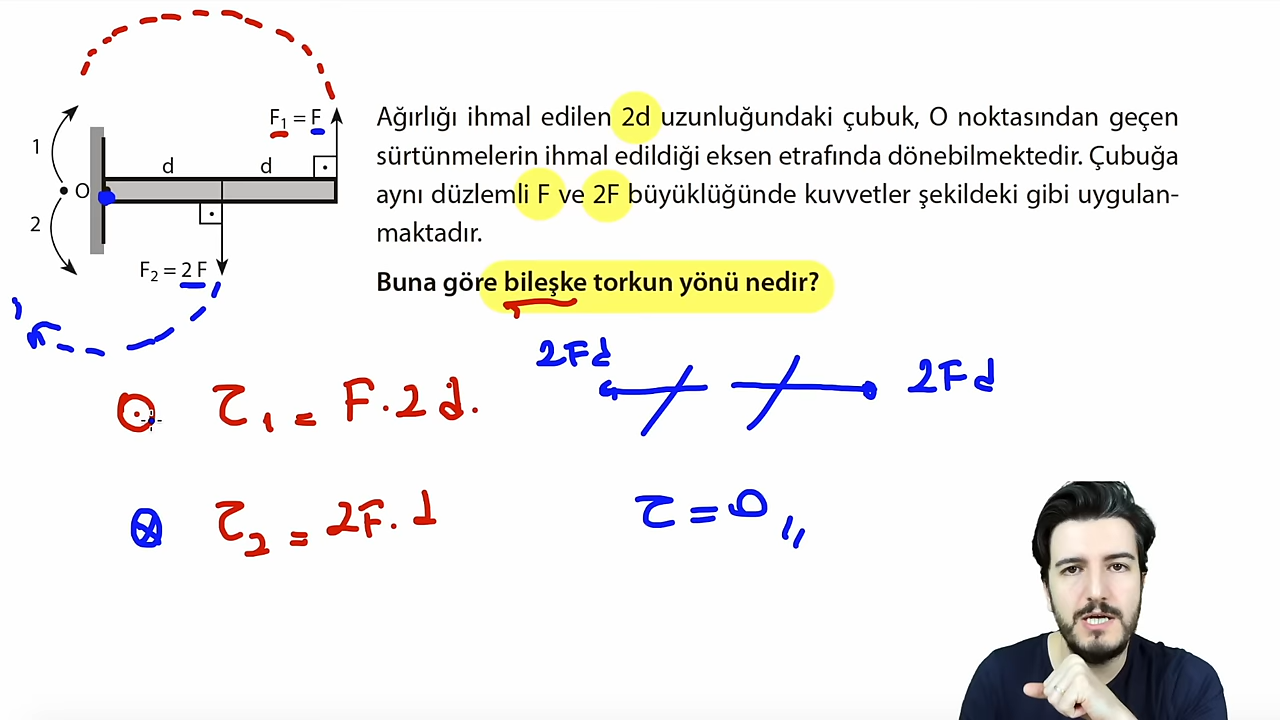 F₁ = F
1
d
d
O
2
F₂ = 2 F
Ağırlığı ihmal edilen 2d uzunluğundaki çubuk, O noktasından geçen
sürtünmelerin ihmal edildiği eksen etrafında dönebilmektedir. Çubuğa
aynı düzlemli F ve 2F büyüklüğünde kuvvetler şekildeki gibi uygulan-
maktadır.
Buna göre bileşke torkun yönü nedir?
2Fd
2Fd
τ₁ = F.2d.
τ₂ = 2F.d
τ = 0